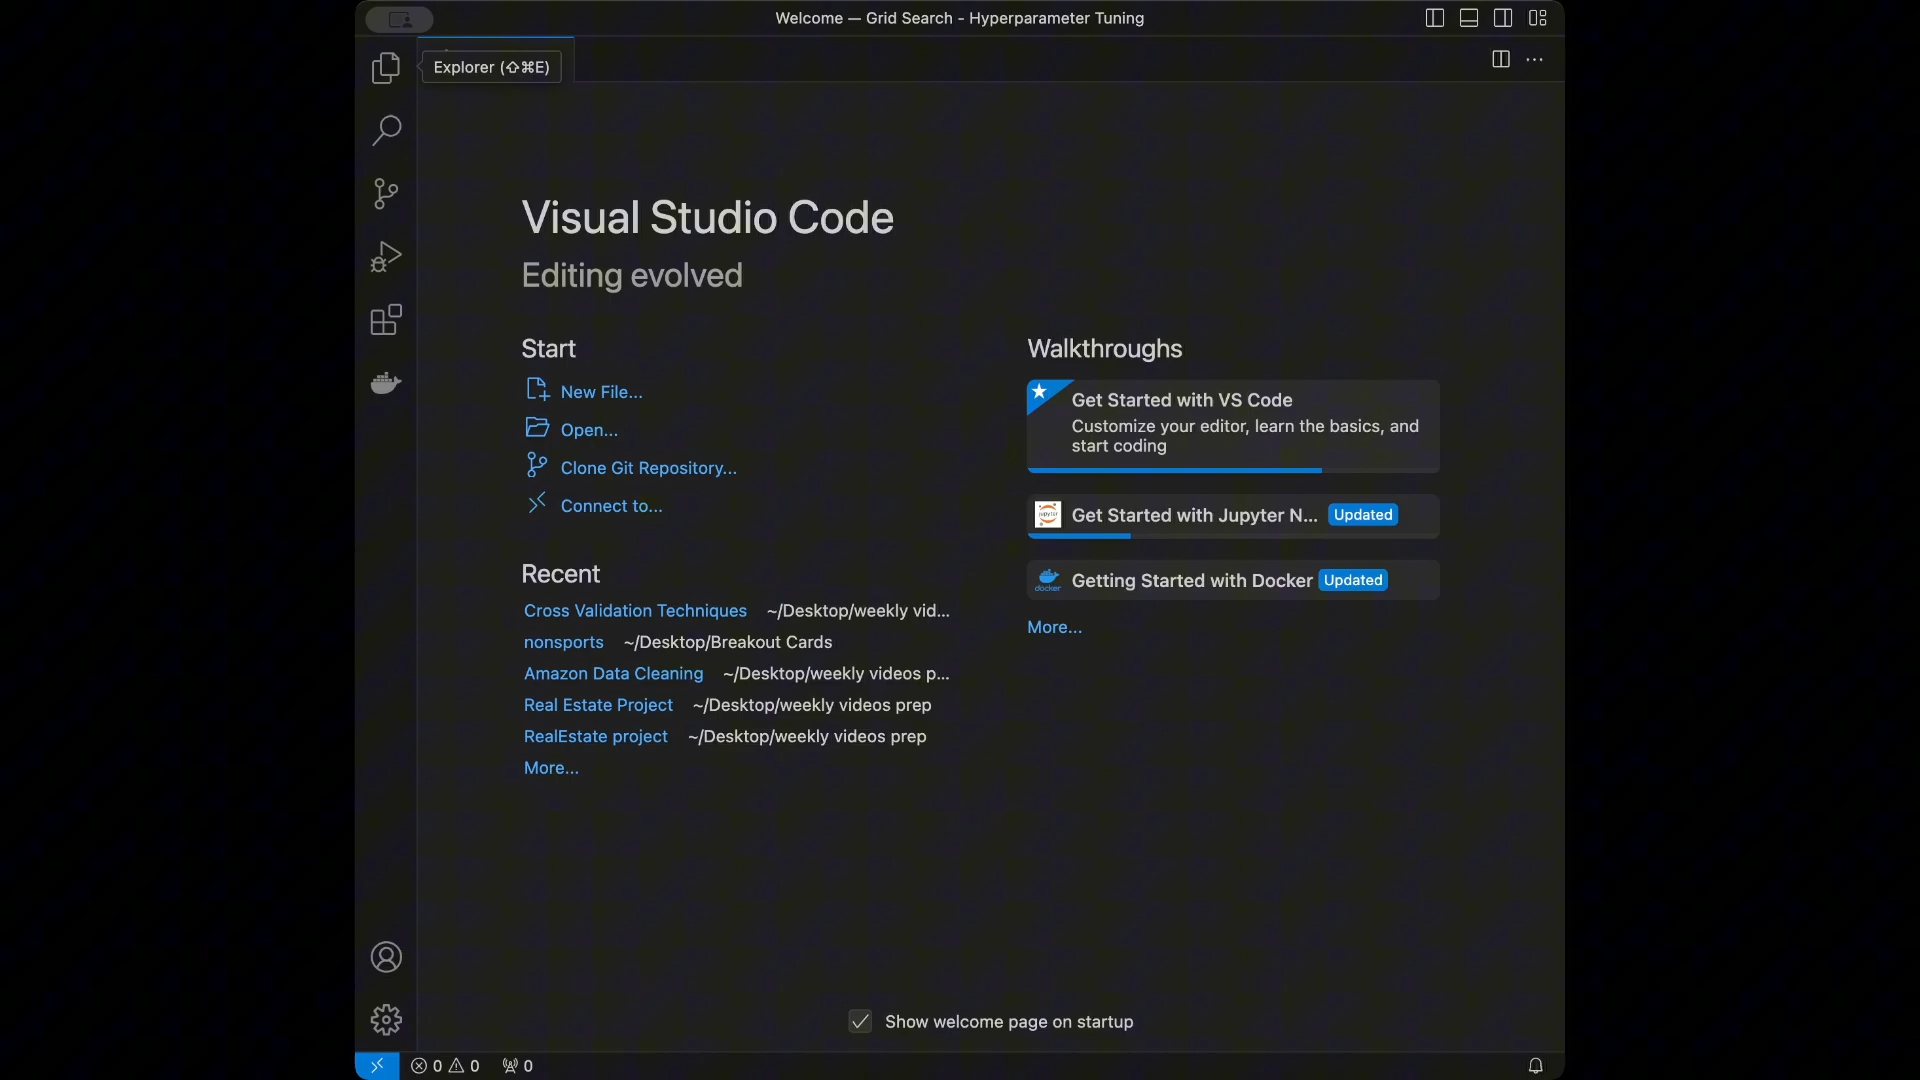 Welcome — Grid Search - Hyperparameter Tuning
Explorer (⇧⌘E)
Visual Studio Code
Editing evolved
Start
New File...
Open...
Clone Git Repository...
Connect to...
Recent
Cross Validation Techniques ~/Desktop/weekly vid...
nonsports ~/Desktop/Breakout Cards
Amazon Data Cleaning ~/Desktop/weekly videos p...
Real Estate Project ~/Desktop/weekly videos prep
RealEstate project ~/Desktop/weekly videos prep
More...
Walkthroughs
Get Started with VS Code
Customize your editor, learn the basics, and
start coding
jupyter
Get Started with Jupyter N... Updated
docker
Getting Started with Docker Updated
More...
Show welcome page on startup
0 0 0